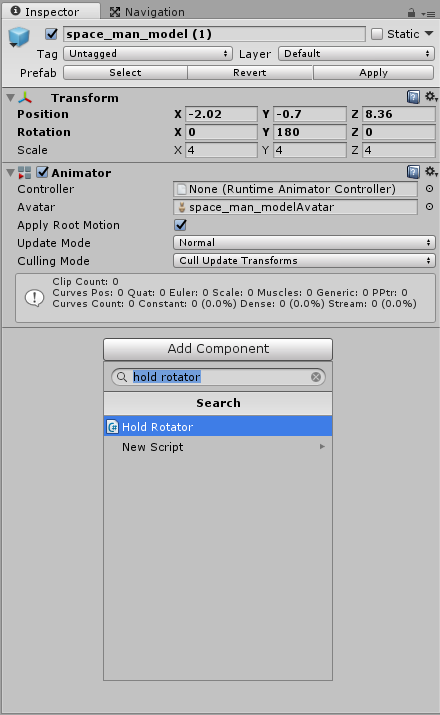 Inspector Navigation
space_man_model (1) Static
Tag Untagged Layer Default
Prefab Select Revert Apply
Transform
Position X -2.02 Y -0.7 Z 8.36
Rotation X 0 Y 180 Z 0
Scale X 4 Y 4 Z 4
Animator
Controller None (Runtime Animator Controller)
Avatar space_man_modelAvatar
Apply Root Motion
Update Mode Normal
Culling Mode Cull Update Transforms
Clip Count: 0
Curves Pos: 0 Quat: 0 Euler: 0 Scale: 0 Muscles: 0 Generic: 0 PPtr: 0
Curves Count: 0 Constant: 0 (0.0%) Dense: 0 (0.0%) Stream: 0 (0.0%)
Add Component
hold rotator
Search
C# Hold Rotator
New Script